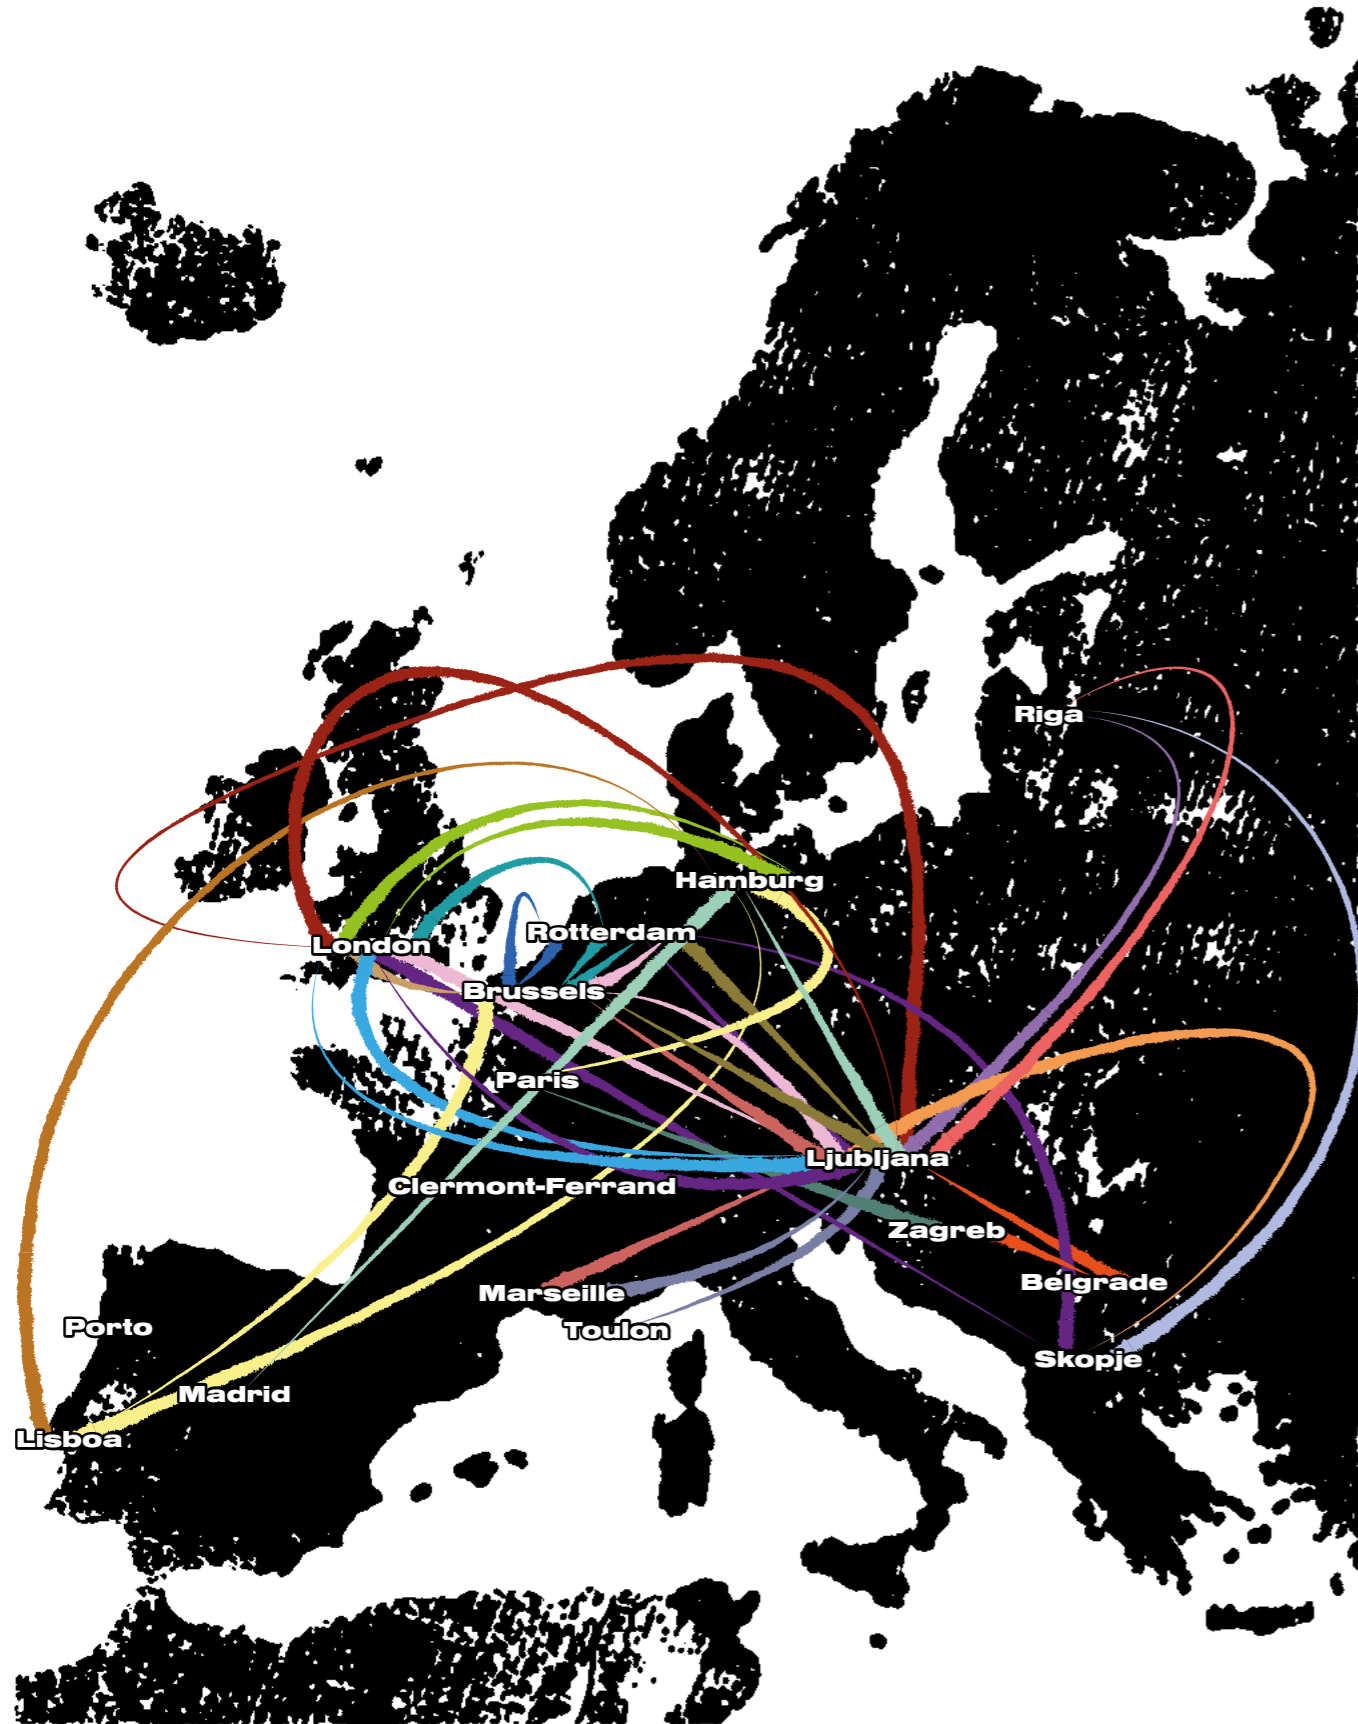 Riga
Hamburg
Rotterdam
London
Brussels
Paris
Ljubljana
Clermont-Ferrand
Zagreb
Belgrade
Marseille
Porto
Toulon
Skopje
Madrid
Lisboa